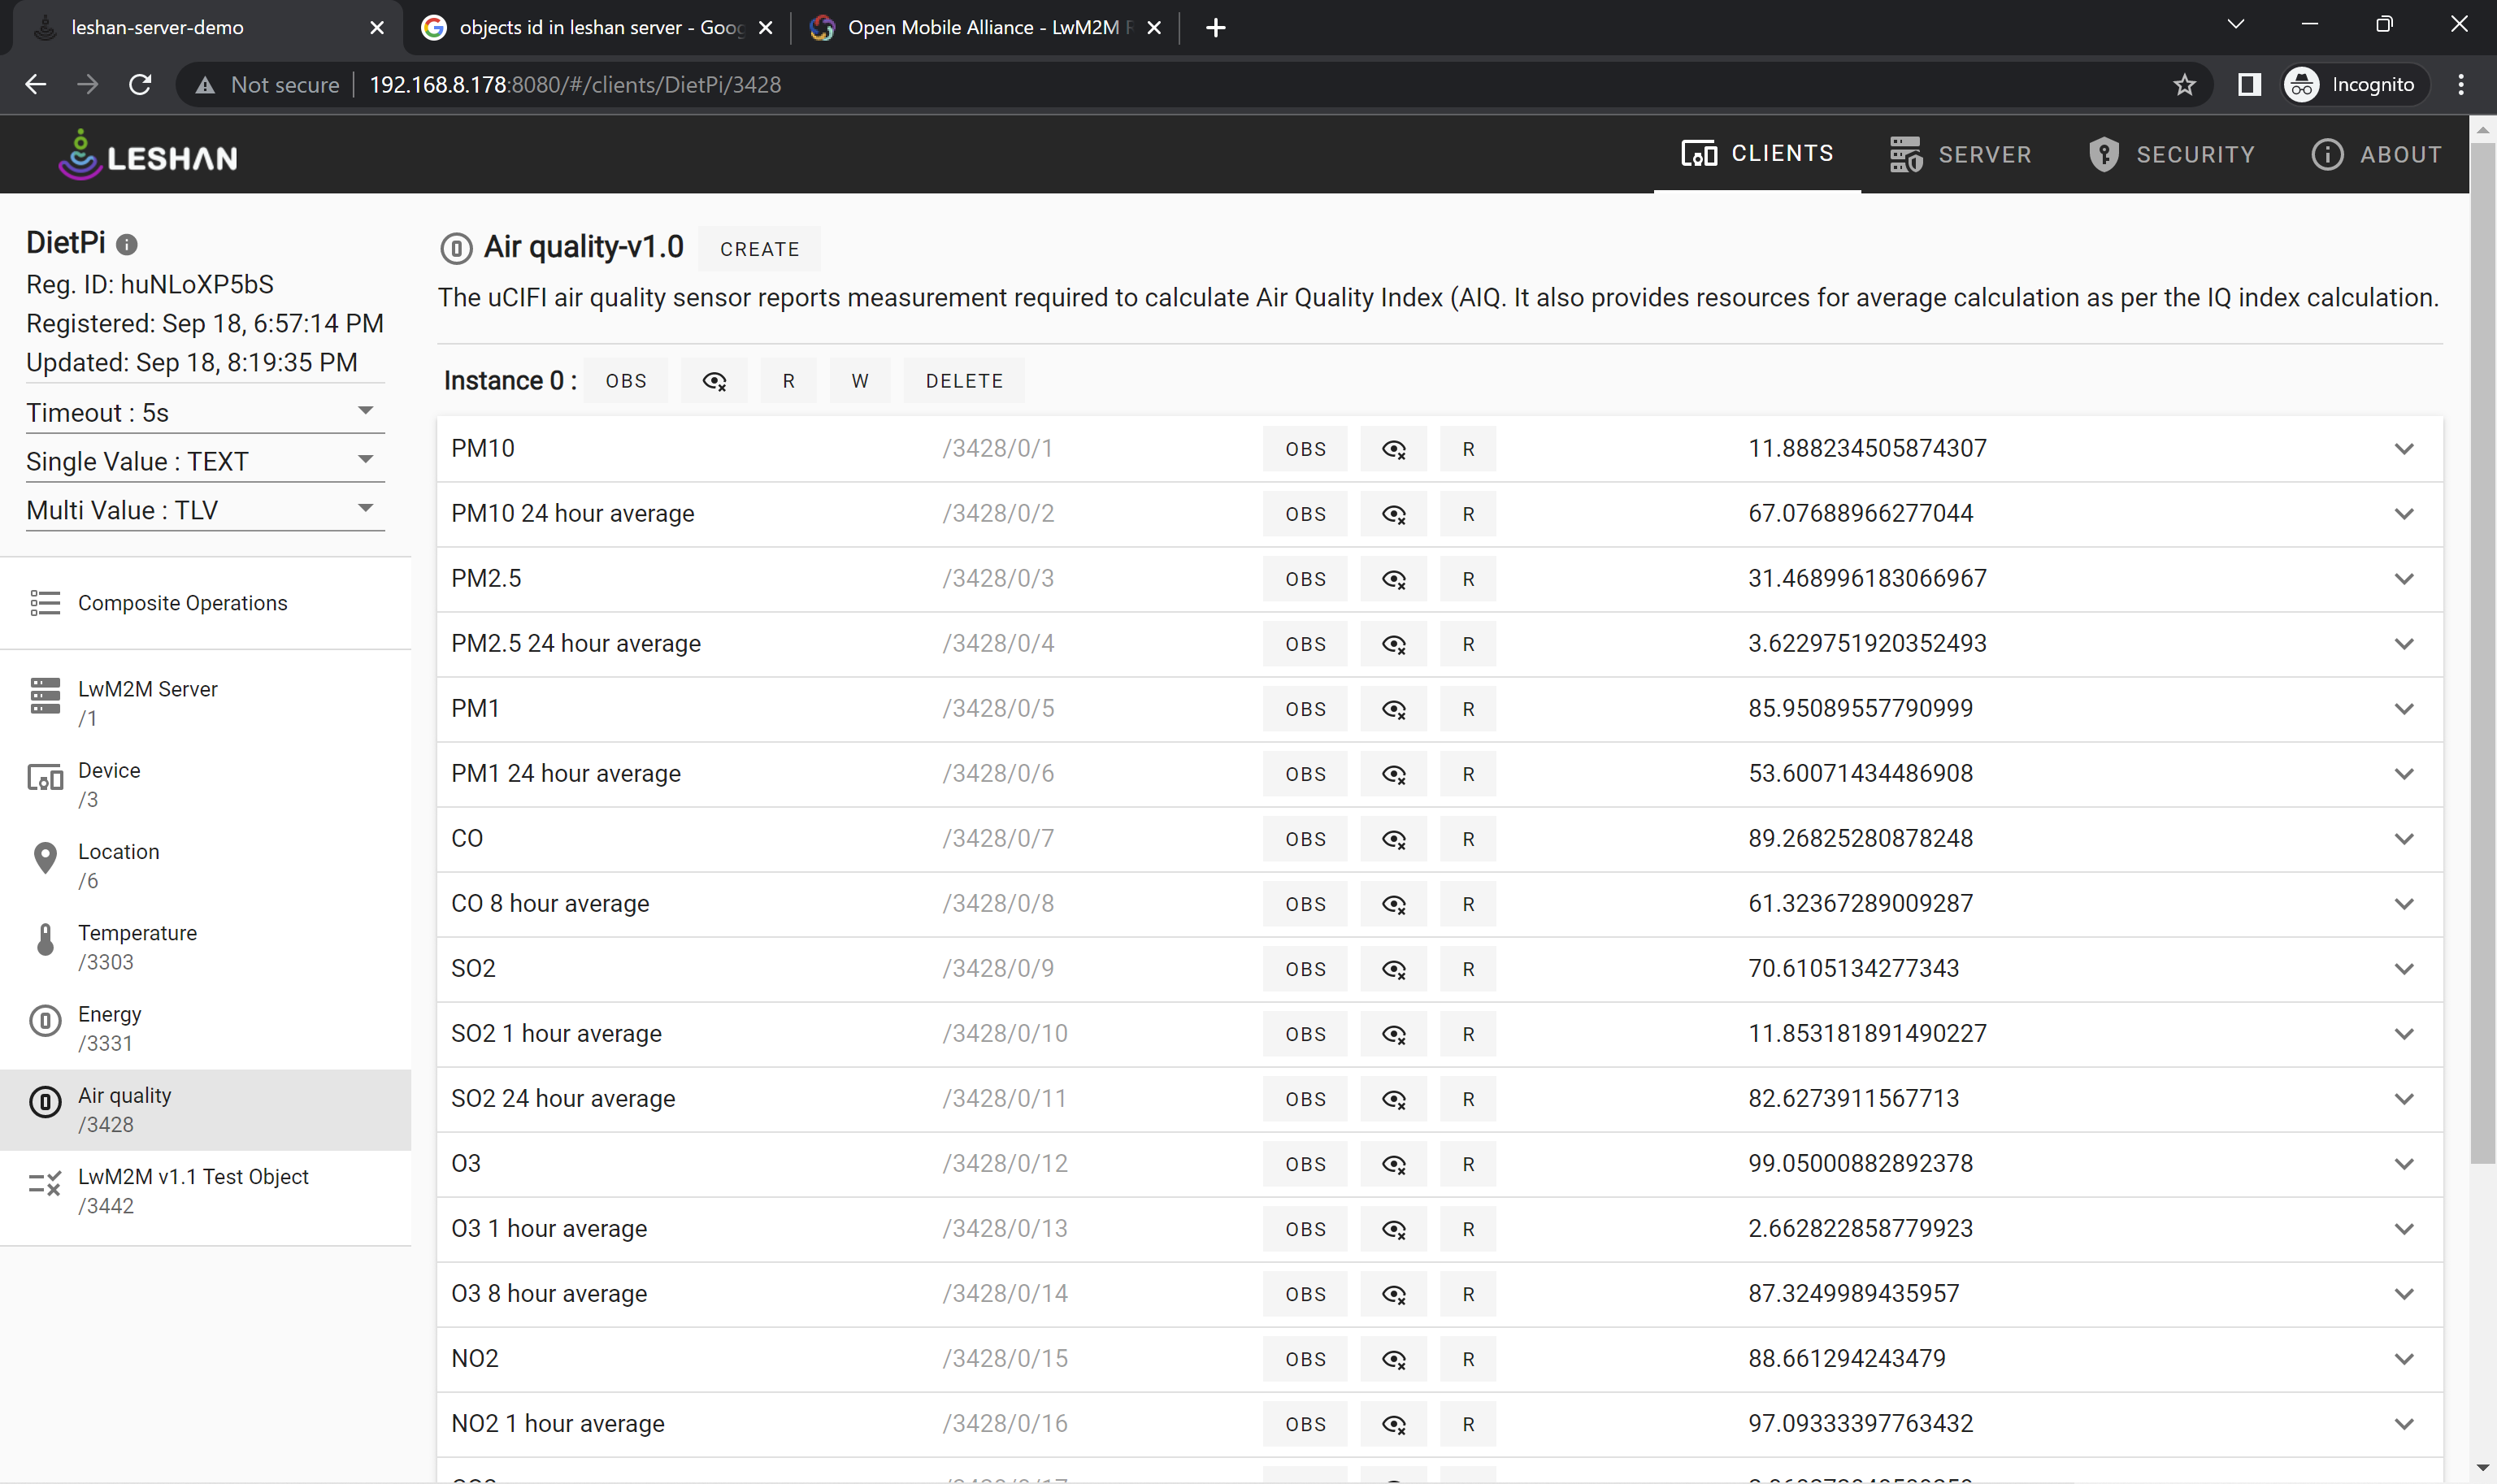 leshan-server-demo
objects id in leshan server - Goog
Open Mobile Alliance - LwM2M R
Not secure
192.168.8.178:8080/#/clients/DietPi/3428
Incognito
LESHAN
CLIENTS
SERVER
SECURITY
ABOUT
DietPi
Reg. ID: huNLoXP5bS
Registered: Sep 18, 6:57:14 PM
Updated: Sep 18, 8:19:35 PM
Timeout : 5s
Single Value : TEXT
Multi Value : TLV
Composite Operations
LwM2M Server
/1
Device
/3
Location
/6
Temperature
/3303
Energy
/3331
Air quality
/3428
LwM2M v1.1 Test Object
/3442
Air quality-v1.0 CREATE
The uCIFI air quality sensor reports measurement required to calculate Air Quality Index (AIQ. It also provides resources for average calculation as per the IQ index calculation.
Instance 0 : OBS R W DELETE
PM10 /3428/0/1 OBS R 11.888234505874307
PM10 24 hour average /3428/0/2 OBS R 67.07688966277044
PM2.5 /3428/0/3 OBS R 31.468996183066967
PM2.5 24 hour average /3428/0/4 OBS R 3.6229751920352493
PM1 /3428/0/5 OBS R 85.95089557790999
PM1 24 hour average /3428/0/6 OBS R 53.60071434486908
CO /3428/0/7 OBS R 89.26825280878248
CO 8 hour average /3428/0/8 OBS R 61.32367289009287
SO2 /3428/0/9 OBS R 70.6105134277343
SO2 1 hour average /3428/0/10 OBS R 11.853181891490227
SO2 24 hour average /3428/0/11 OBS R 82.6273911567713
O3 /3428/0/12 OBS R 99.05000882892378
O3 1 hour average /3428/0/13 OBS R 2.662822858779923
O3 8 hour average /3428/0/14 OBS R 87.3249989435957
NO2 /3428/0/15 OBS R 88.661294243479
NO2 1 hour average /3428/0/16 OBS R 97.09333397763432